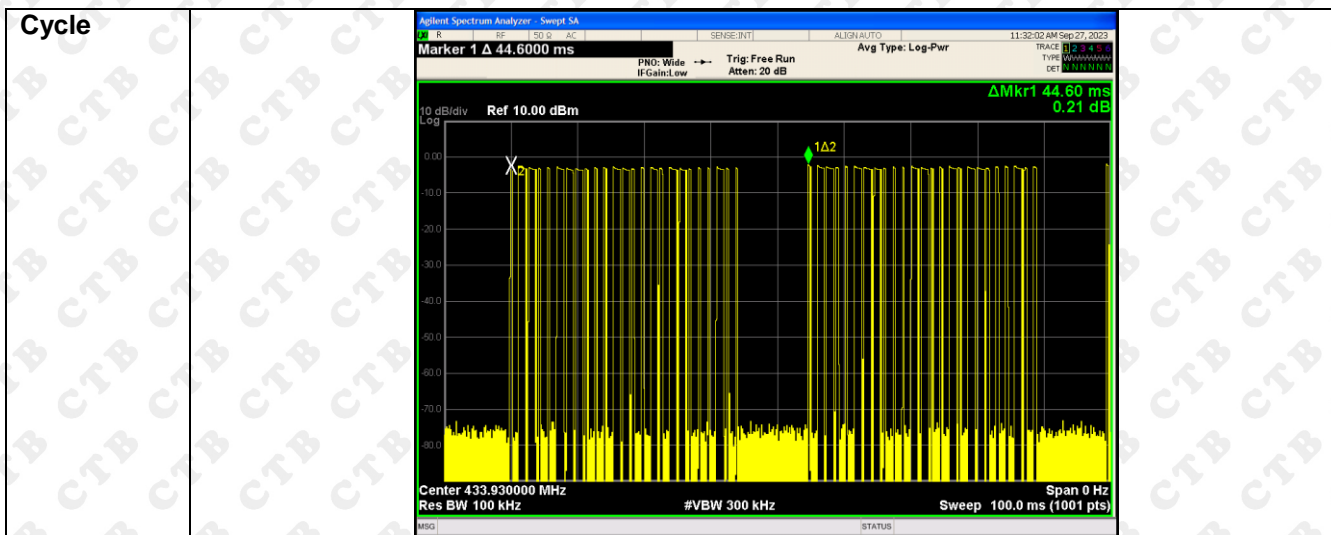 Cycle
Agilent Spectrum Analyzer - Swept SA
R RF 50 Ω AC SENSE:INT ALIGN AUTO 11:32:02 AM Sep 27, 2023
Marker 1 Δ 44.6000 ms
Avg Type: Log-Pwr
TRACE 1 2 3 4 5 6
PNO: Wide Trig: Free Run
TYPE W
IFGain:Low Atten: 20 dB
DET N N N N N N
ΔMkr1 44.60 ms
0.21 dB
10 dB/div Ref 10.00 dBm
Log
1Δ2
0.00
2
-10.0
-20.0
-30.0
-40.0
-50.0
-60.0
-70.0
-80.0
Center 433.930000 MHz Span 0 Hz
Res BW 100 kHz #VBW 300 kHz Sweep 100.0 ms (1001 pts)
MSG STATUS
CTB